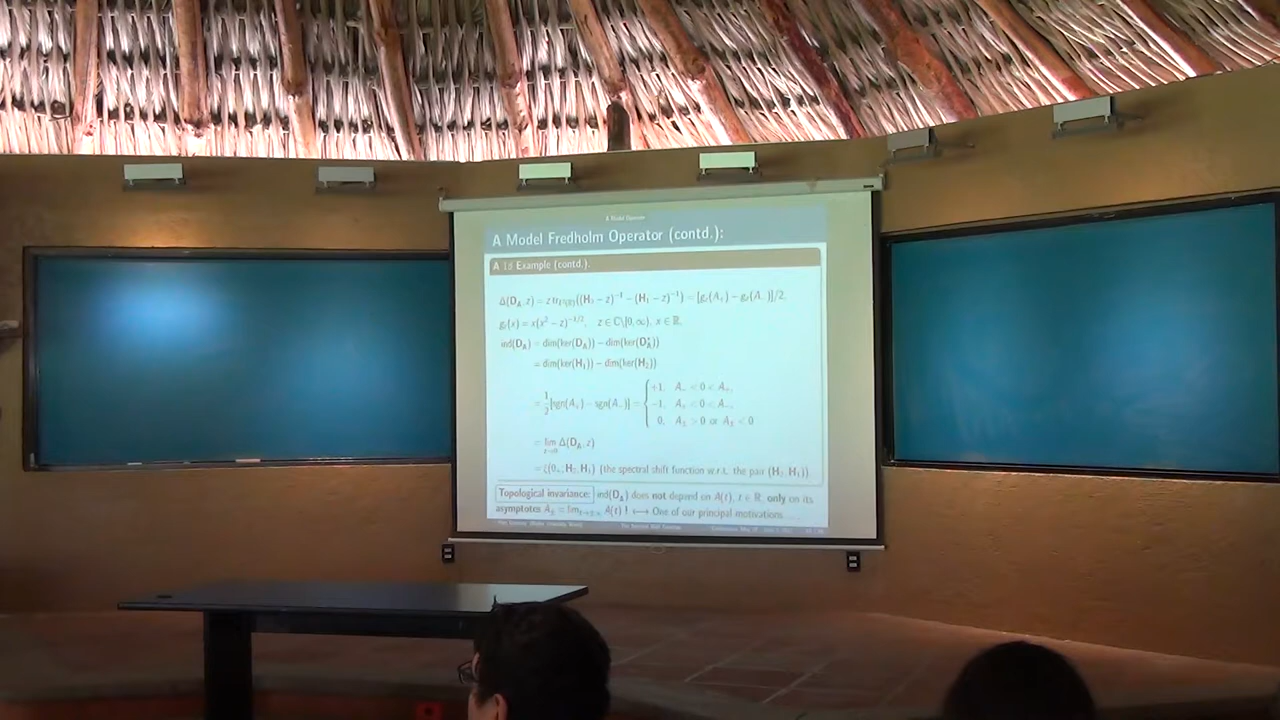 A Model Operator
A Model Fredholm Operator (contd.):
A 1d Example (contd.).
Δ(D_A, z) = z tr_{L²(ℝ)}((H₂ − z)⁻¹ − (H₁ − z)⁻¹) = [g_z(A₊) − g_z(A₋)]/2,
g_z(x) = x(x² − z)^{−1/2}, z ∈ ℂ\[0, ∞), x ∈ ℝ,
ind(D_A) = dim(ker(D_A)) − dim(ker(D_A*))
= dim(ker(H₁)) − dim(ker(H₂))
= 1/2[sgn(A₊) − sgn(A₋)] = { +1, A₋ < 0 < A₊,
−1, A₊ < 0 < A₋,
0, A± > 0 or A± < 0
= lim_{z→0} Δ(D_A, z)
= ξ(0₊; H₂, H₁) (the spectral shift function w.r.t. the pair (H₂, H₁))
Topological invariance: ind(D_A) does not depend on A(t), t ∈ ℝ, only on its
asymptotes A± = lim_{t→±∞} A(t) ! ⟵ One of our principal motivations